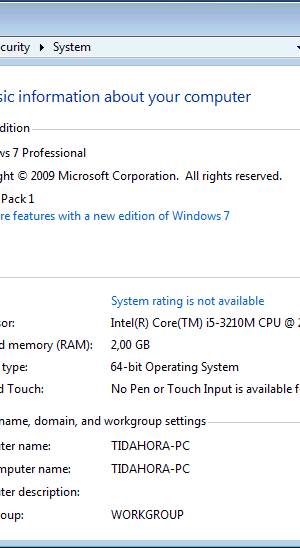 curity ▸ System
sic information about your computer
dition
ws 7 Professional
ght © 2009 Microsoft Corporation.  All rights reserved.
Pack 1
re features with a new edition of Windows 7
System rating is not available
sor: Intel(R) Core(TM) i5-3210M CPU @ 2
d memory (RAM): 2,00 GB
type: 64-bit Operating System
d Touch: No Pen or Touch Input is available f
name, domain, and workgroup settings
uter name: TIDAHORA-PC
mputer name: TIDAHORA-PC
uter description:
oup: WORKGROUP